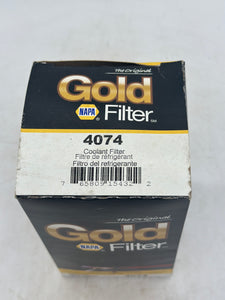 The Original
Gold
NAPA
Filter
4074
Coolant Filter
Filtre de refrigerant
Filtro del refrigerante
7 65809 15432 2
The Original
Gold
NAPA
Filter